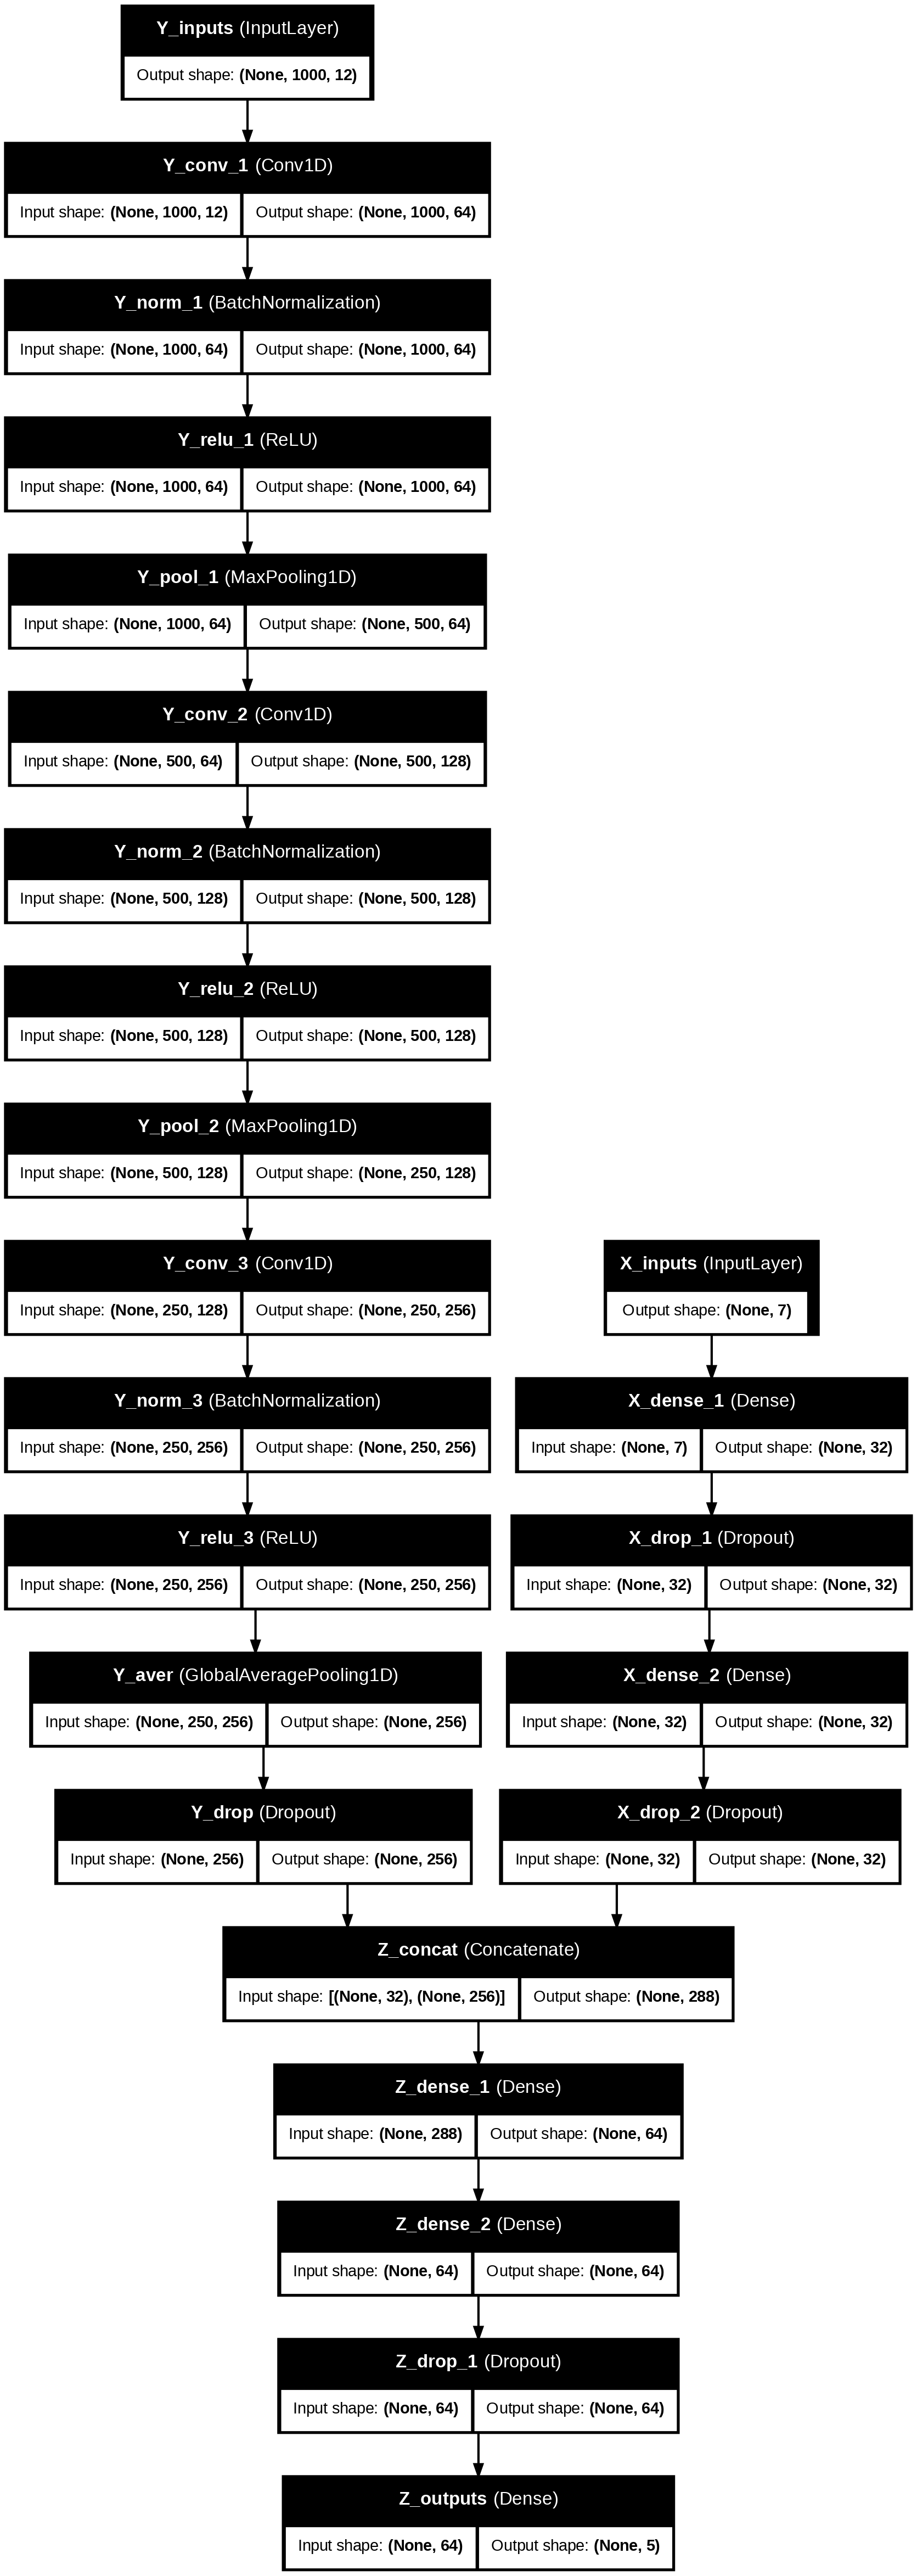 Y_inputs (InputLayer)
Output shape: (None, 1000, 12)
Y_conv_1 (Conv1D)
Input shape: (None, 1000, 12) Output shape: (None, 1000, 64)
Y_norm_1 (BatchNormalization)
Input shape: (None, 1000, 64) Output shape: (None, 1000, 64)
Y_relu_1 (ReLU)
Input shape: (None, 1000, 64) Output shape: (None, 1000, 64)
Y_pool_1 (MaxPooling1D)
Input shape: (None, 1000, 64) Output shape: (None, 500, 64)
Y_conv_2 (Conv1D)
Input shape: (None, 500, 64) Output shape: (None, 500, 128)
Y_norm_2 (BatchNormalization)
Input shape: (None, 500, 128) Output shape: (None, 500, 128)
Y_relu_2 (ReLU)
Input shape: (None, 500, 128) Output shape: (None, 500, 128)
Y_pool_2 (MaxPooling1D)
Input shape: (None, 500, 128) Output shape: (None, 250, 128)
Y_conv_3 (Conv1D)
Input shape: (None, 250, 128) Output shape: (None, 250, 256)
Y_norm_3 (BatchNormalization)
Input shape: (None, 250, 256) Output shape: (None, 250, 256)
Y_relu_3 (ReLU)
Input shape: (None, 250, 256) Output shape: (None, 250, 256)
Y_aver (GlobalAveragePooling1D)
Input shape: (None, 250, 256) Output shape: (None, 256)
Y_drop (Dropout)
Input shape: (None, 256) Output shape: (None, 256)
X_inputs (InputLayer)
Output shape: (None, 7)
X_dense_1 (Dense)
Input shape: (None, 7) Output shape: (None, 32)
X_drop_1 (Dropout)
Input shape: (None, 32) Output shape: (None, 32)
X_dense_2 (Dense)
Input shape: (None, 32) Output shape: (None, 32)
X_drop_2 (Dropout)
Input shape: (None, 32) Output shape: (None, 32)
Z_concat (Concatenate)
Input shape: [(None, 32), (None, 256)] Output shape: (None, 288)
Z_dense_1 (Dense)
Input shape: (None, 288) Output shape: (None, 64)
Z_dense_2 (Dense)
Input shape: (None, 64) Output shape: (None, 64)
Z_drop_1 (Dropout)
Input shape: (None, 64) Output shape: (None, 64)
Z_outputs (Dense)
Input shape: (None, 64) Output shape: (None, 5)